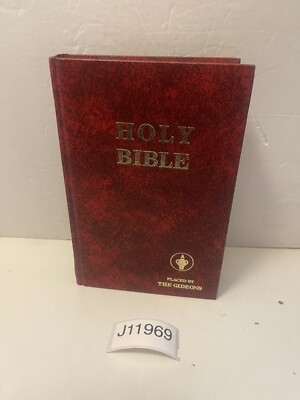 HOLY
BIBLE
PLACED BY
THE GIDEONS
J11969